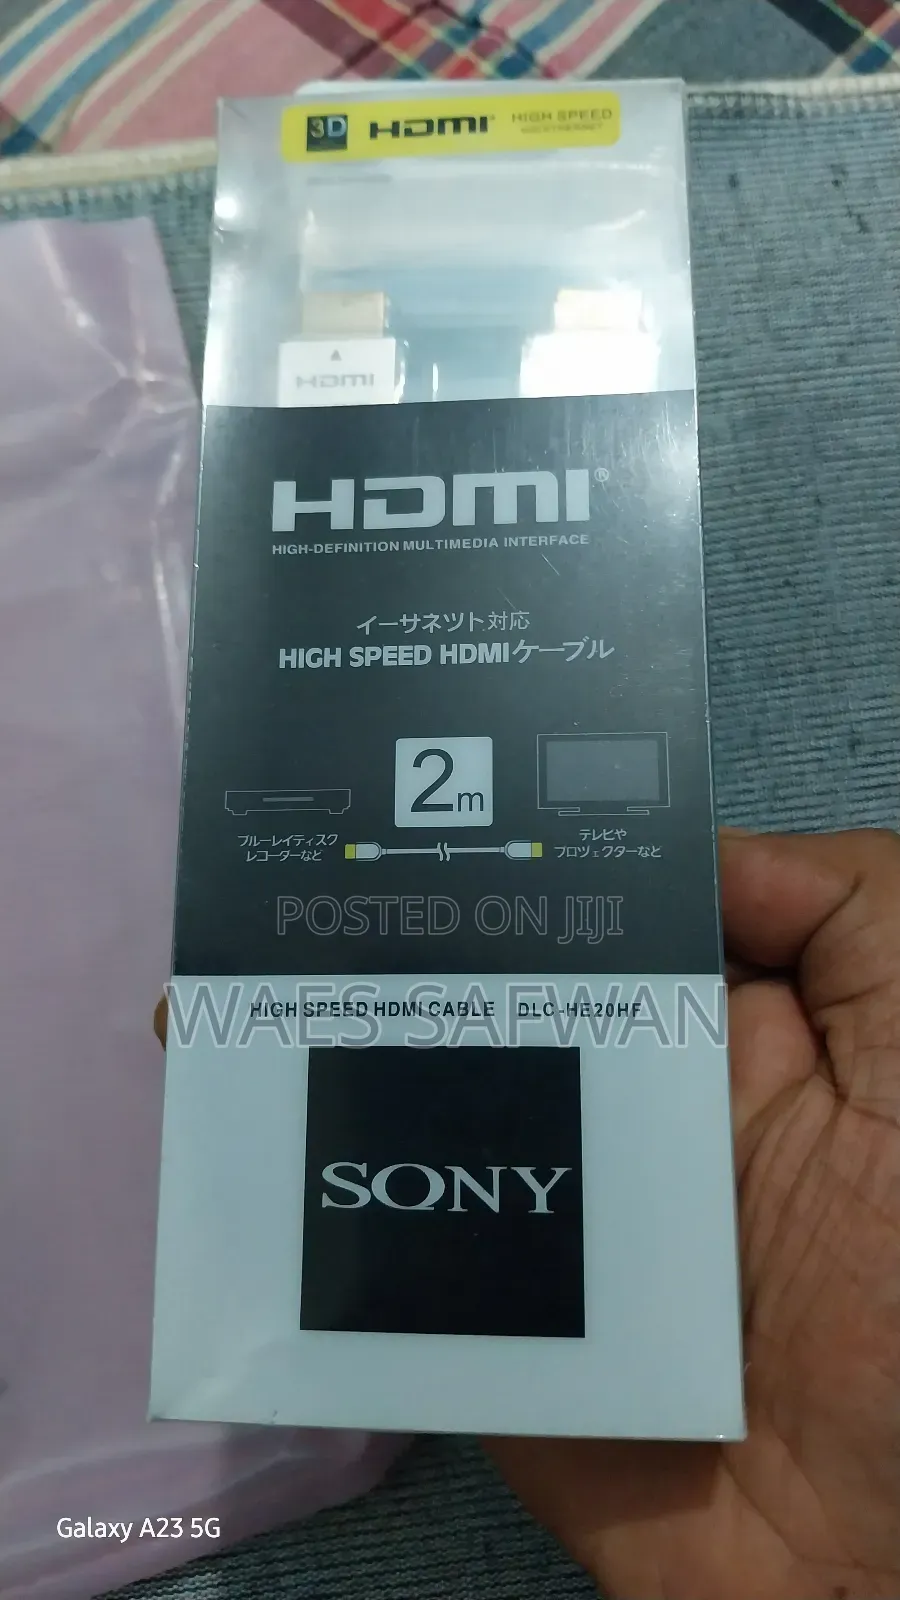 3D HDMI HIGH SPEED
HDMI
HDMI®
HIGH-DEFINITION MULTIMEDIA INTERFACE
イーサネツト対応
HIGH SPEED HDMIケーブル
2m
ブルーレイディスク
レコーダーなど
テレビや
プロツェクターなど
POSTED ON JIJI
WAES SAFWAN
HIGH SPEED HDMI CABLE DLC-HE20HF
SONY
Galaxy A23 5G